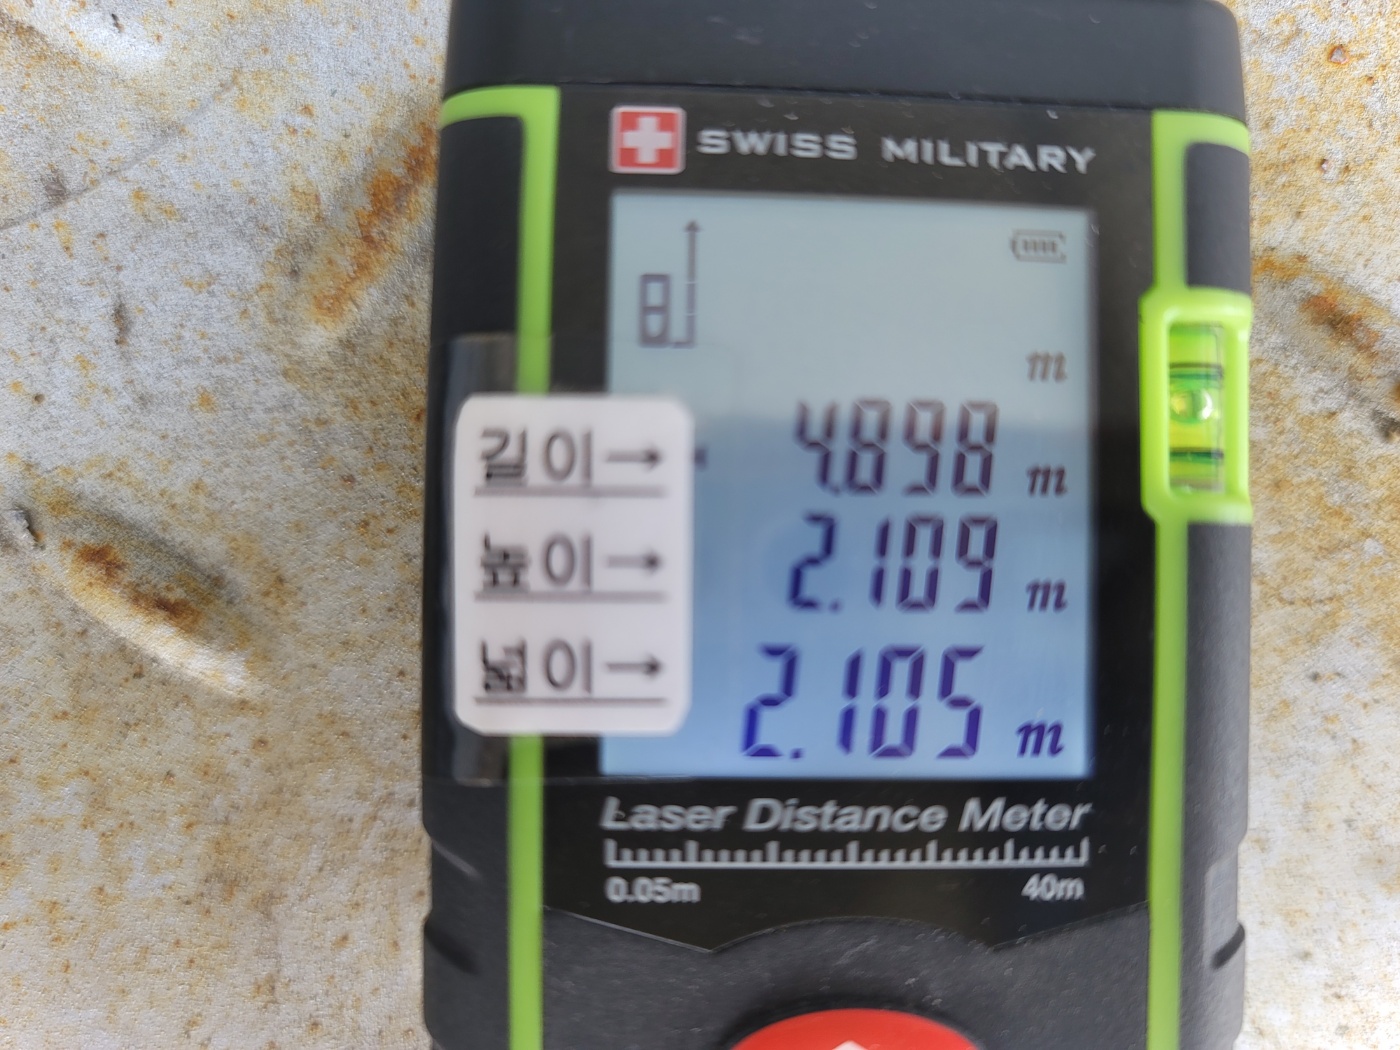 SWISS MILITARY
m
길이→ 4.898 m
높이→ 2.109 m
넓이→ 2.105 m
Laser Distance Meter
0.05m 40m